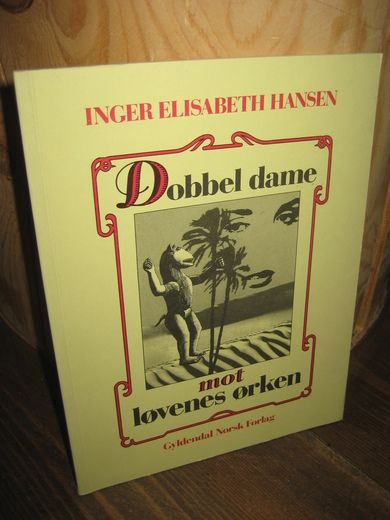 INGER ELISABETH HANSEN
Dobbel dame
mot
løvenes ørken
Gyldendal Norsk Forlag